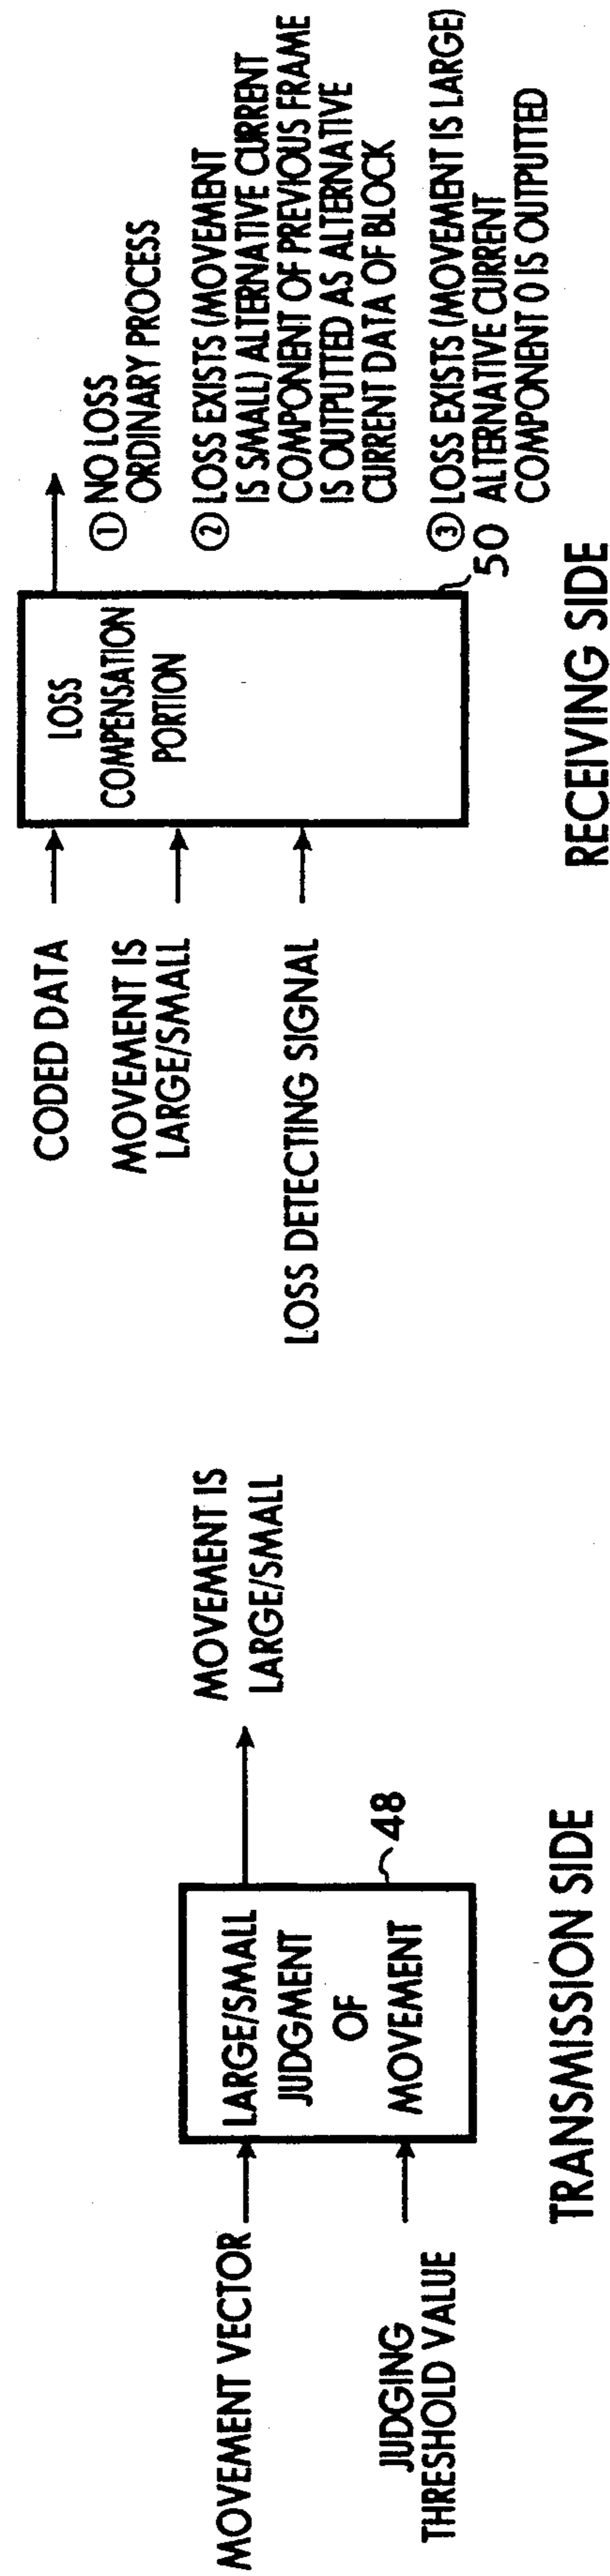 MOVEMENT VECTOR
JUDGING
THRESHOLD VALUE
LARGE/SMALL
JUDGMENT
OF
MOVEMENT
48
MOVEMENT IS
LARGE/SMALL
TRANSMISSION SIDE
CODED DATA
MOVEMENT IS
LARGE/SMALL
LOSS DETECTING SIGNAL
LOSS
COMPENSATION
PORTION
50
① NO LOSS
ORDINARY PROCESS
② LOSS EXISTS (MOVEMENT
IS SMALL) ALTERNATIVE CURRENT
COMPONENT OF PREVIOUS FRAME
IS OUTPUTTED AS ALTERNATIVE
CURRENT DATA OF BLOCK
③ LOSS EXISTS (MOVEMENT IS LARGE)
ALTERNATIVE CURRENT
COMPONENT 0 IS OUTPUTTED
RECEIVING SIDE